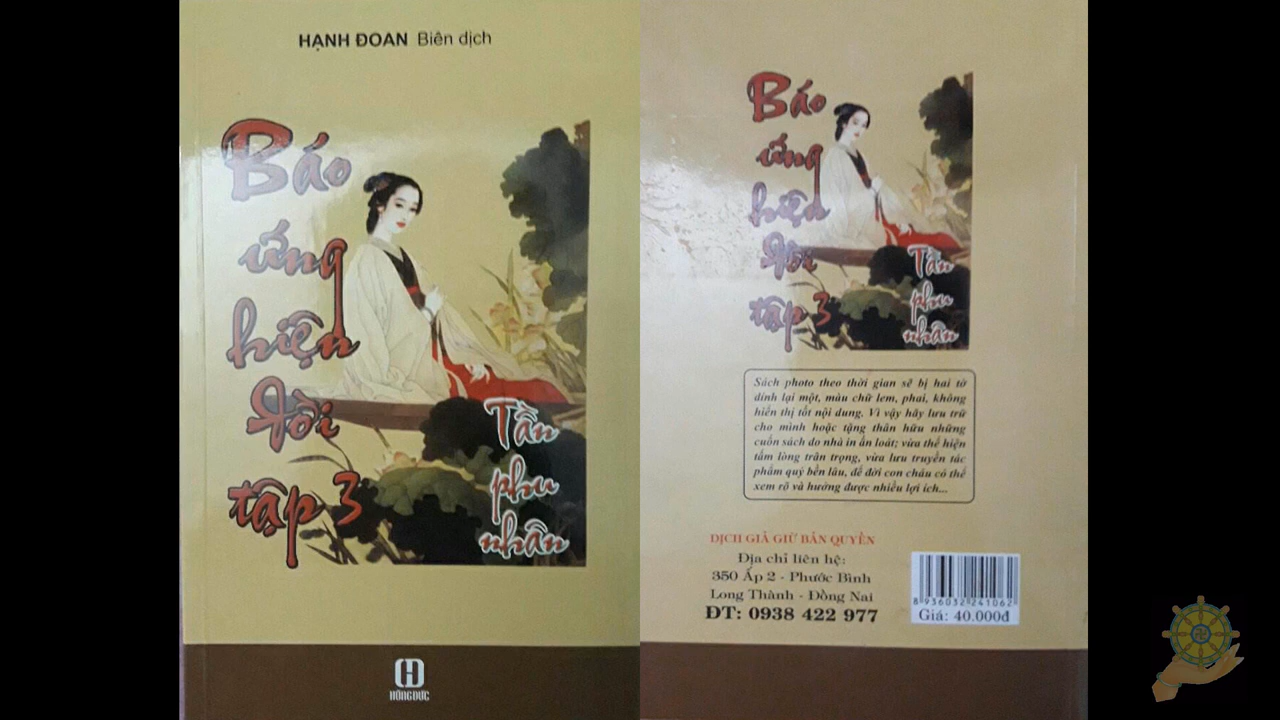 HẠNH ĐOAN Biên dịch
Báo
ứng
hiện
đời
tập 3
Tần
phu
nhân
HỒNG ĐỨC
Báo
ứng
hiện
đời
tập 3
Tần
phu
nhân
Sách photo theo thời gian sẽ bị hai tờ
dính lại một, màu chữ lem, phai, không
hiển thị tốt nội dung. Vì vậy hãy lưu trữ
cho mình hoặc tặng thân hữu những
cuốn sách do nhà in ấn loát; vừa thể hiện
tấm lòng trân trọng, vừa lưu truyền tác
phẩm quý bền lâu, để đời con cháu có thể
xem rõ và hưởng được nhiều lợi ích...
DỊCH GIẢ GIỮ BẢN QUYỀN
Địa chỉ liên hệ:
350 Ấp 2 - Phước Bình
Long Thành - Đồng Nai
ĐT: 0938 422 977
8 936032 241062
Giá: 40.000đ